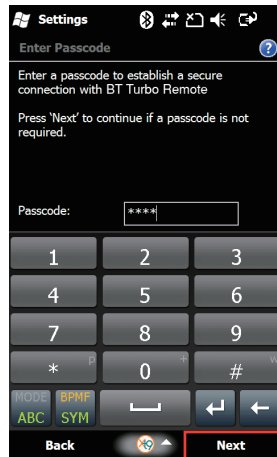 Settings
Enter Passcode
?
Enter a passcode to establish a secure
connection with BT Turbo Remote
Press 'Next' to continue if a passcode is not
required.
Passcode: ****
1 2 3
4 5 6
7 8 9
* p 0 + # w
MODE BPMF
ABC SYM
Back XT9 Next